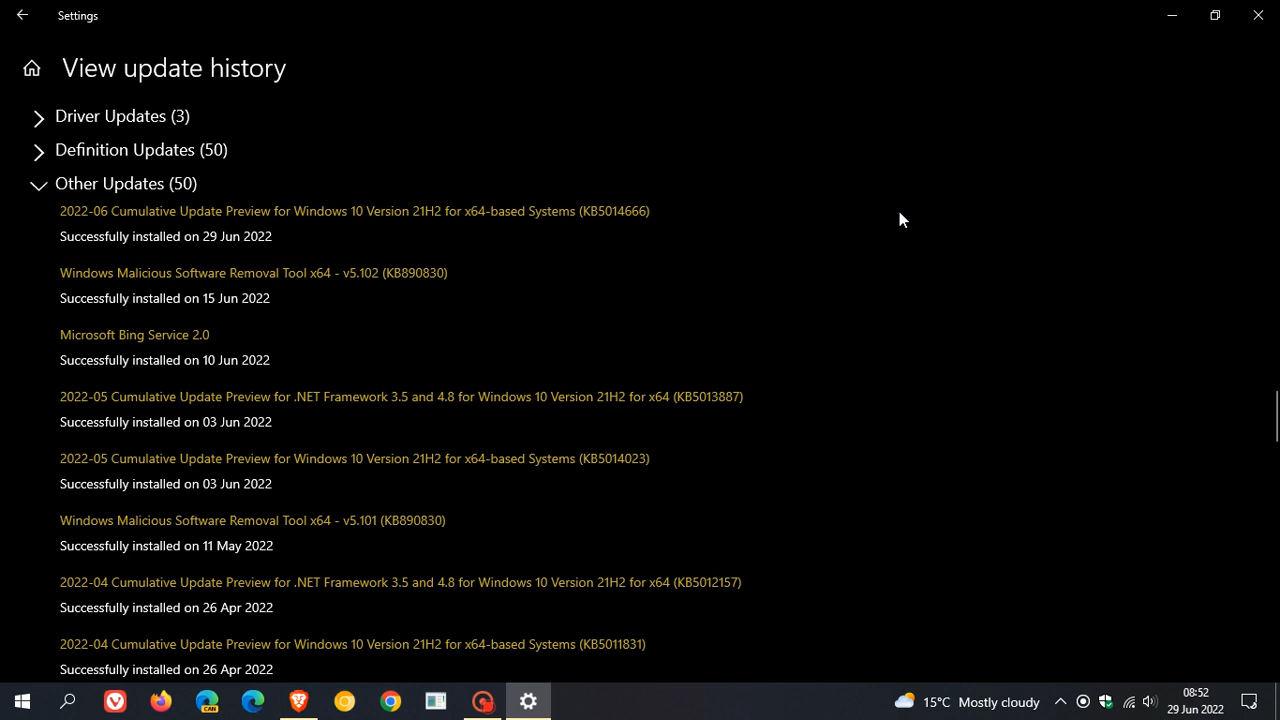 Settings
View update history
Driver Updates (3)
Definition Updates (50)
Other Updates (50)
2022-06 Cumulative Update Preview for Windows 10 Version 21H2 for x64-based Systems (KB5014666)
Successfully installed on 29 Jun 2022
Windows Malicious Software Removal Tool x64 - v5.102 (KB890830)
Successfully installed on 15 Jun 2022
Microsoft Bing Service 2.0
Successfully installed on 10 Jun 2022
2022-05 Cumulative Update Preview for .NET Framework 3.5 and 4.8 for Windows 10 Version 21H2 for x64 (KB5013887)
Successfully installed on 03 Jun 2022
2022-05 Cumulative Update Preview for Windows 10 Version 21H2 for x64-based Systems (KB5014023)
Successfully installed on 03 Jun 2022
Windows Malicious Software Removal Tool x64 - v5.101 (KB890830)
Successfully installed on 11 May 2022
2022-04 Cumulative Update Preview for .NET Framework 3.5 and 4.8 for Windows 10 Version 21H2 for x64 (KB5012157)
Successfully installed on 26 Apr 2022
2022-04 Cumulative Update Preview for Windows 10 Version 21H2 for x64-based Systems (KB5011831)
Successfully installed on 26 Apr 2022
CAN
15°C Mostly cloudy
08:52
29 Jun 2022